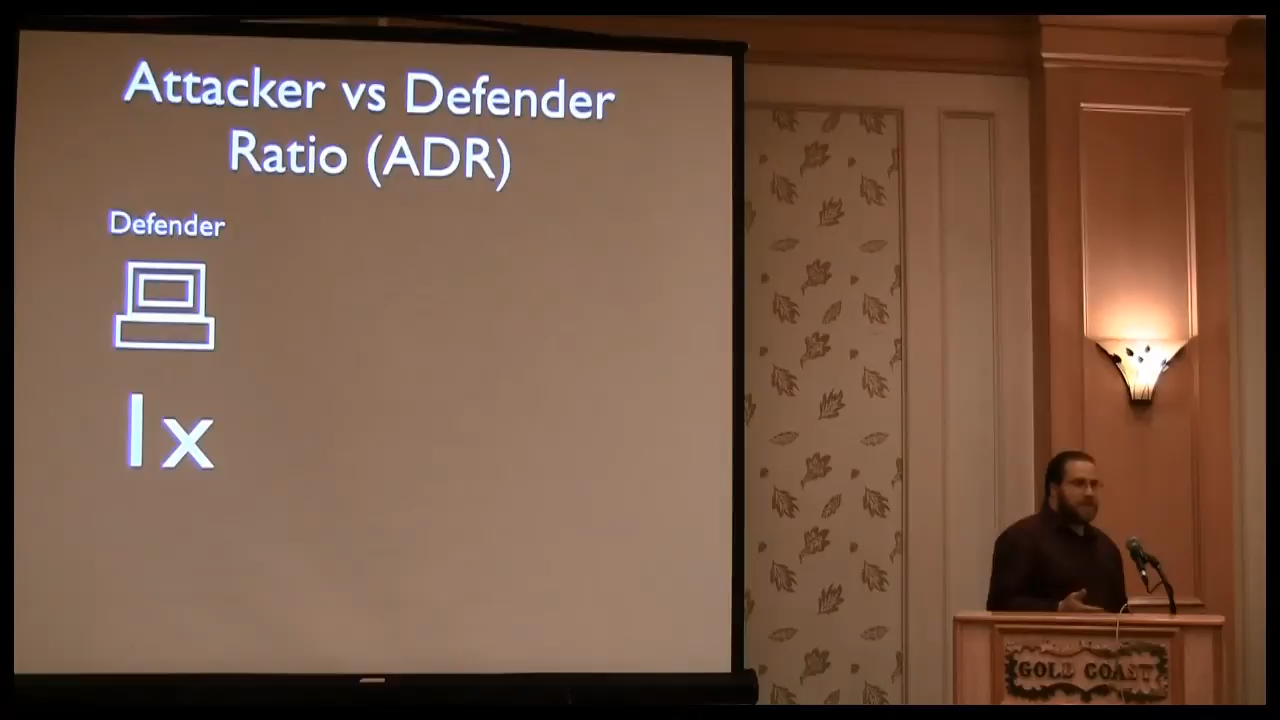 Attacker vs Defender
Ratio (ADR)
Defender
1x
GOLD COAST